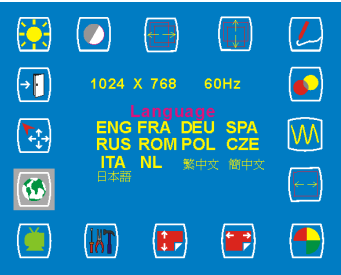 1024 X 768 60Hz
Language
ENG FRA DEU SPA
RUS ROM POL CZE
ITA NL 繁中文 簡中文
日本語